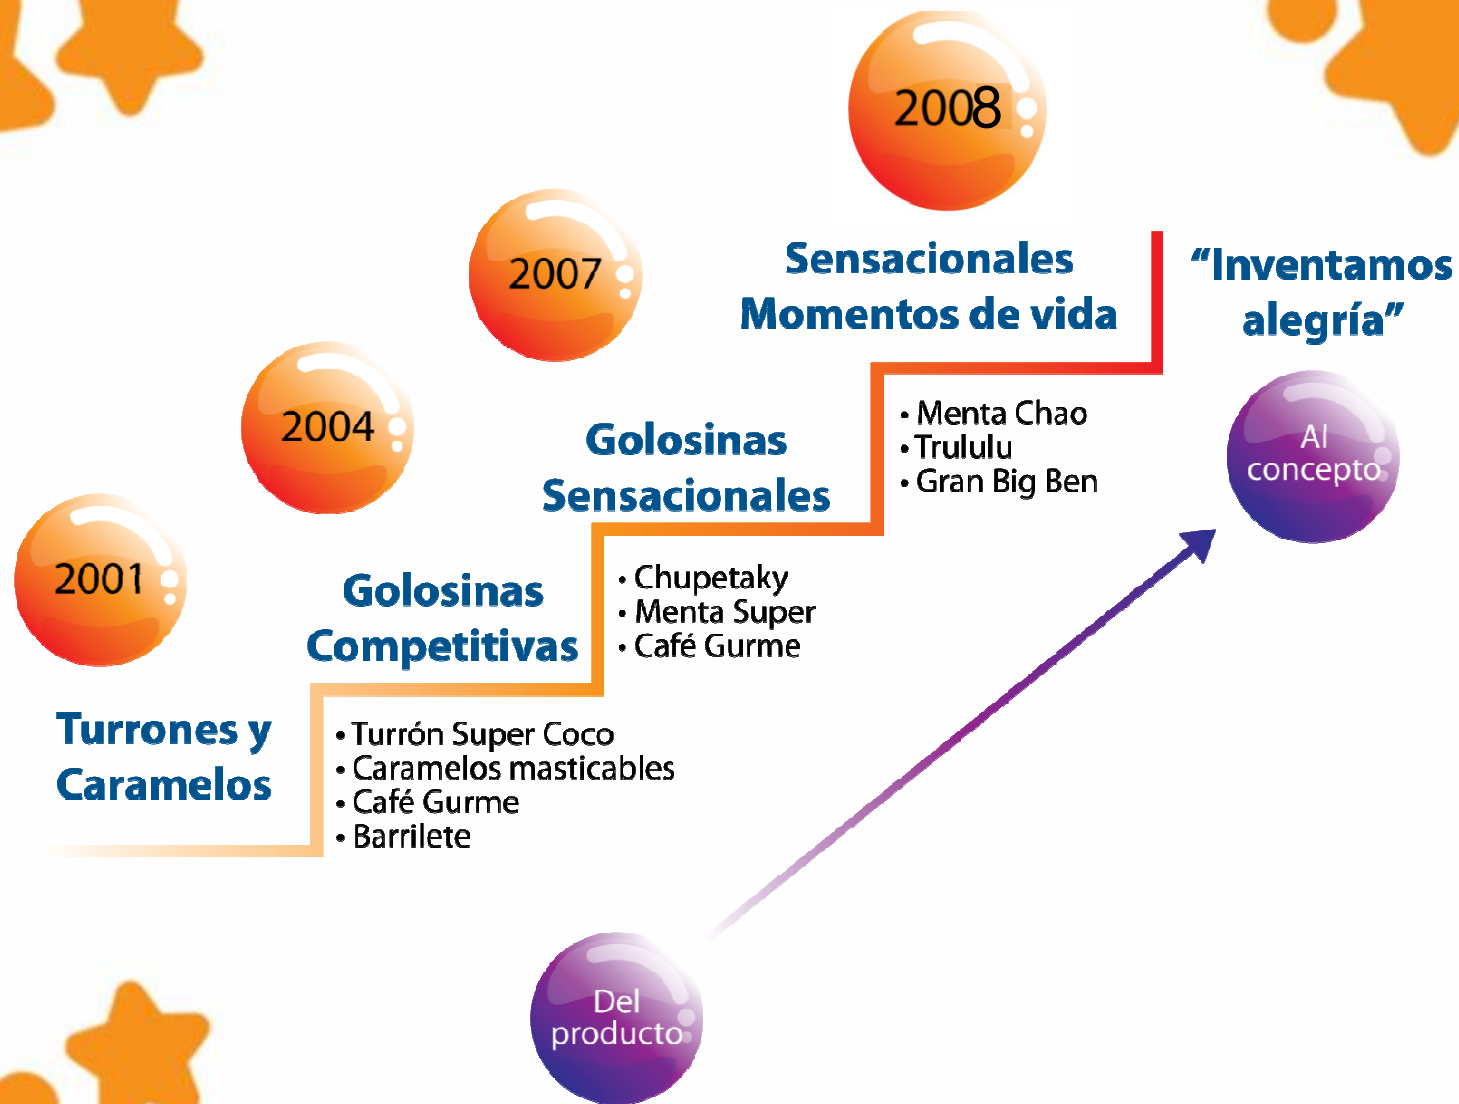 2001
Turrones y
Caramelos
• Turrón Super Coco
• Caramelos masticables
• Café Gurme
• Barrilete
2004
Golosinas
Competitivas
• Chupetaky
• Menta Super
• Café Gurme
2007
Golosinas
Sensacionales
• Menta Chao
• Trululu
• Gran Big Ben
2008
Sensacionales
Momentos de vida
“Inventamos
alegría”
Del
producto
Al
concepto